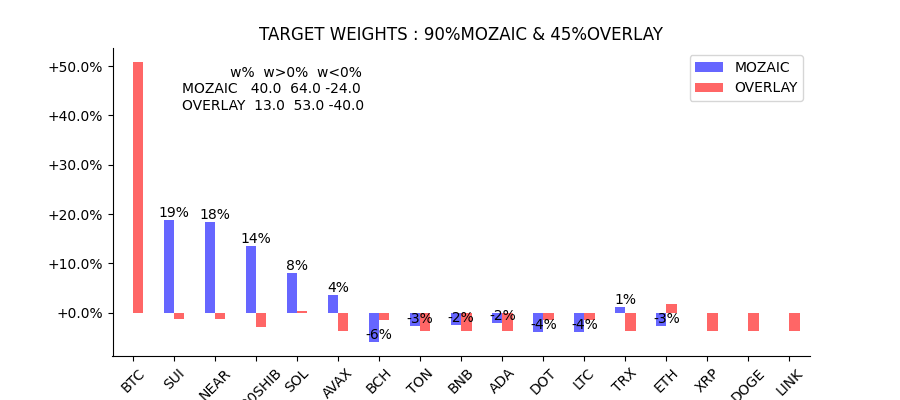 TARGET WEIGHTS : 90%MOZAIC & 45%OVERLAY
+50.0%
+40.0%
+30.0%
+20.0%
+10.0%
+0.0%
w% w>0% w<0%
MOZAIC 40.0 64.0 -24.0
OVERLAY 13.0 53.0 -40.0
MOZAIC
OVERLAY
19%
18%
14%
8%
4%
-6%
-3%
-2%
-2%
-4%
-4%
1%
-3%
BTC
SUI
NEAR
0SHIB
SOL
AVAX
BCH
TON
BNB
ADA
DOT
LTC
TRX
ETH
XRP
DOGE
LINK